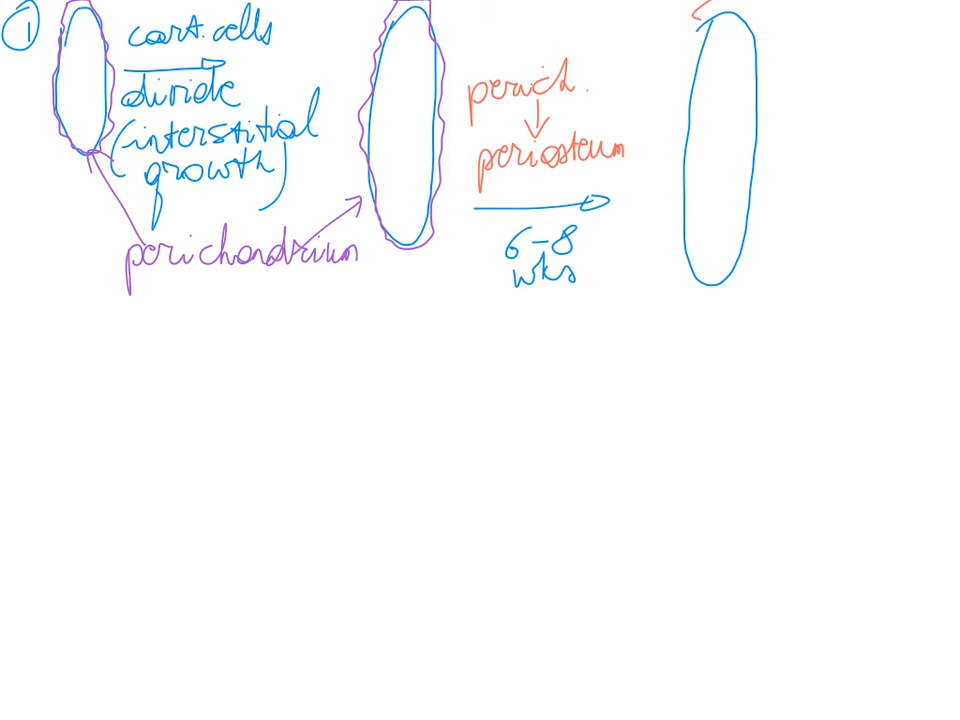 1
cart. cells
divide
(interstitial
growth)
perichondrium
perich.
periosteum
6-8
wks